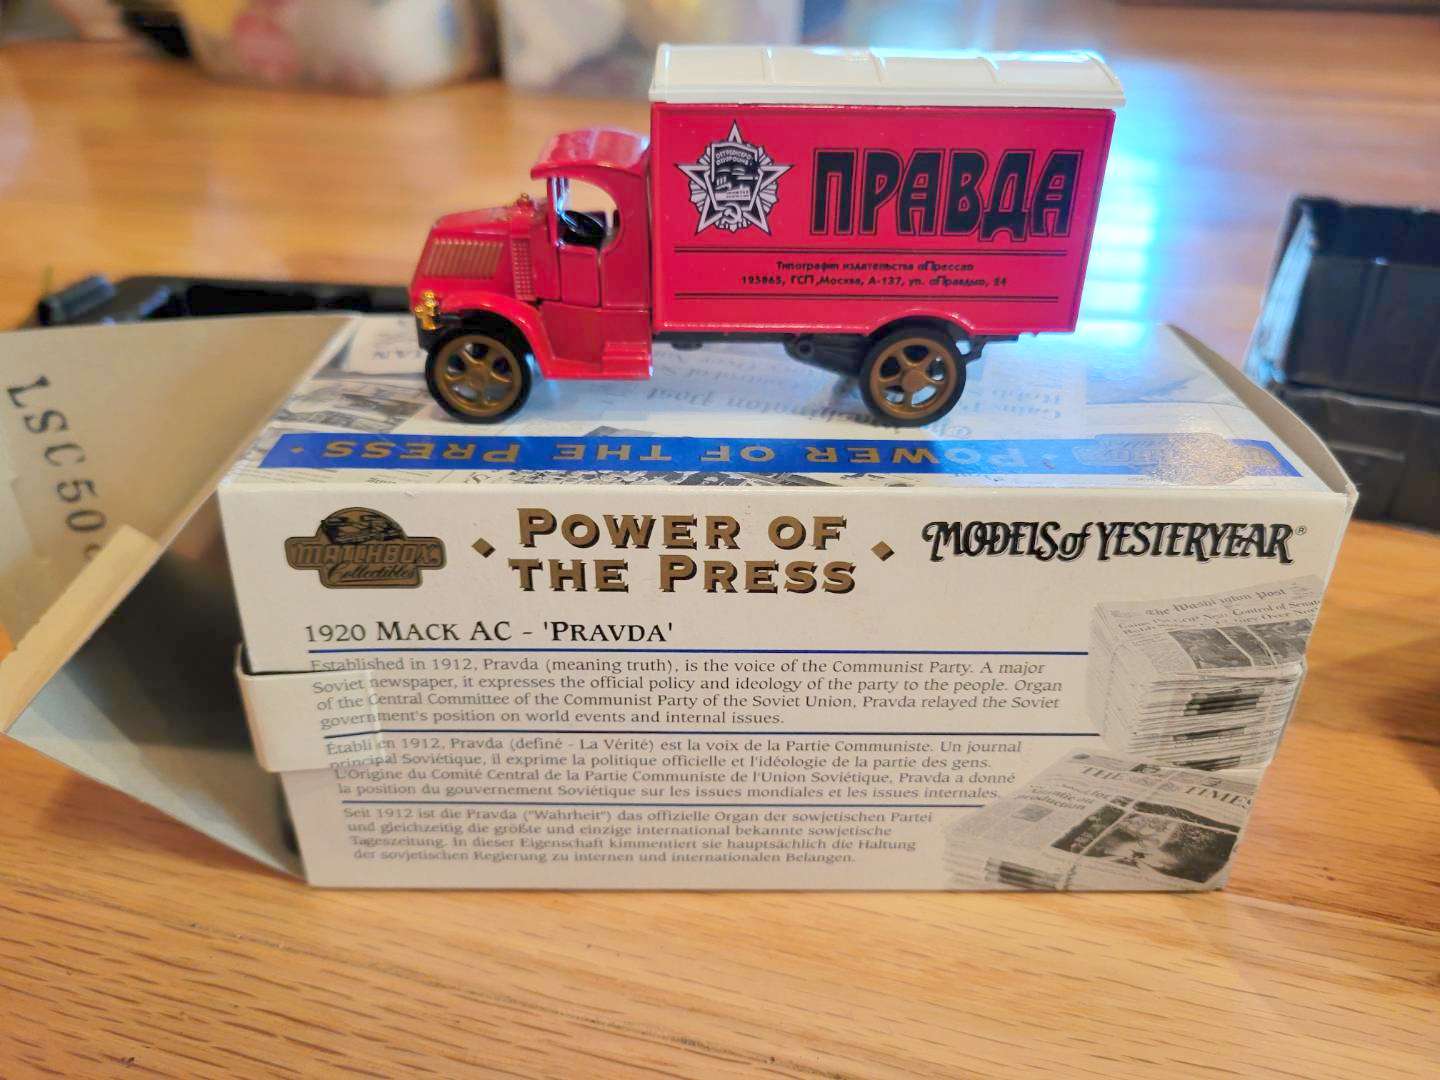 ПРАВДА
Типография издательства «Пресса»
195865, ГСП, Москва, А-137, ул. «Правды», 24
LSC50
POWER OF THE PRESS
MATCHBOX
Collectibles
POWER OF
THE PRESS
MODELS of YESTERYEAR®
1920 MACK AC - 'PRAVDA'
Established in 1912, Pravda (meaning truth), is the voice of the Communist Party. A major
Soviet newspaper, it expresses the official policy and ideology of the party to the people. Organ
of the Central Committee of the Communist Party of the Soviet Union, Pravda relayed the Soviet
government's position on world events and internal issues.
Établi en 1912, Pravda (definé - La Vérité) est la voix de la Partie Communiste. Un journal
principal Soviétique, il exprime la politique officielle et l'idéologie de la partie des gens.
L'Origine du Comité Central de la Partie Communiste de l'Union Soviétique, Pravda a donné
la position du gouvernement Soviétique sur les issues mondiales et les issues internales.
Seit 1912 ist die Pravda ("Wahrheit") das offizielle Organ der sowjetischen Partei
und gleichzeitig die größte und einzige international bekannte sowjetische
Tageszeitung. In dieser Eigenschaft kimmentiert sie hauptsächlich die Haltung
der sovjetischen Regierung zu internen und internationalen Belangen.
The Washington Post
THE TIMES